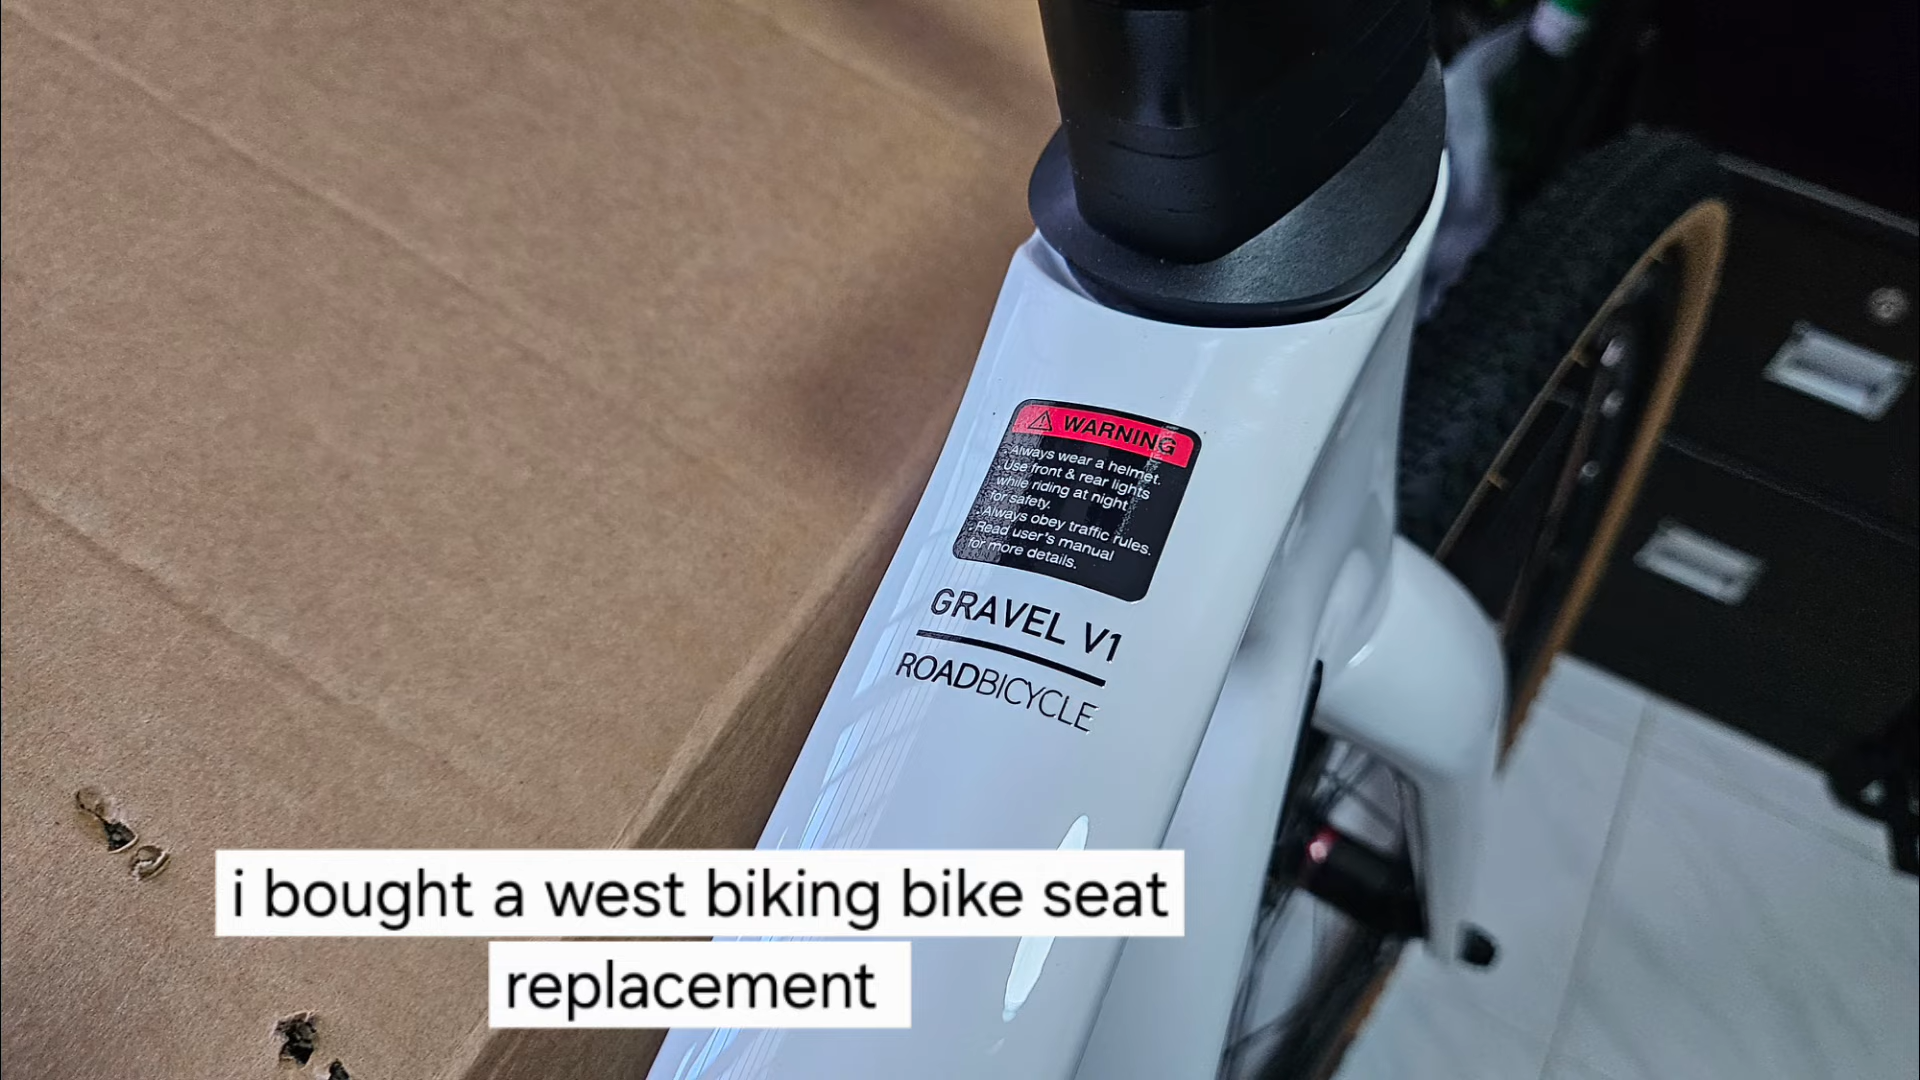 WARNING
.Always wear a helmet.
.Use front & rear lights
while riding at night
for safety.
.Always obey traffic rules.
.Read user's manual
for more details.
GRAVEL V1
ROADBICYCLE
i bought a west biking bike seat
replacement